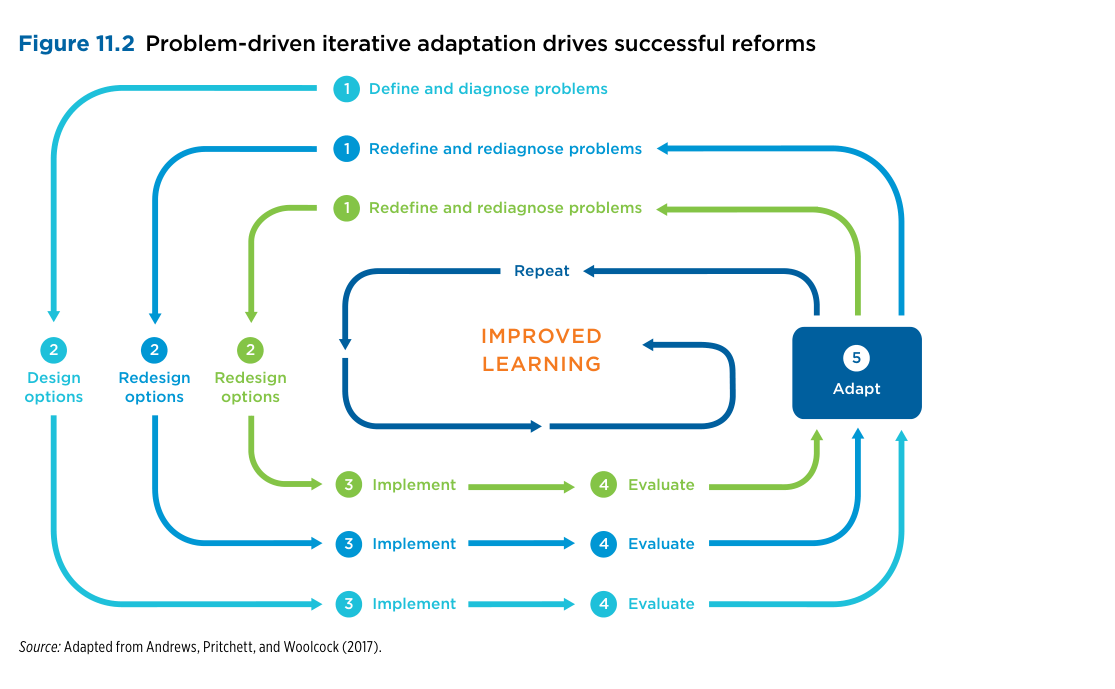 Figure 11.2 Problem-driven iterative adaptation drives successful reforms
1 Define and diagnose problems
1 Redefine and rediagnose problems
1 Redefine and rediagnose problems
Repeat
IMPROVED
LEARNING
2
Design
options
2
Redesign
options
2
Redesign
options
5
Adapt
3 Implement
4 Evaluate
3 Implement
4 Evaluate
3 Implement
4 Evaluate
Source: Adapted from Andrews, Pritchett, and Woolcock (2017).